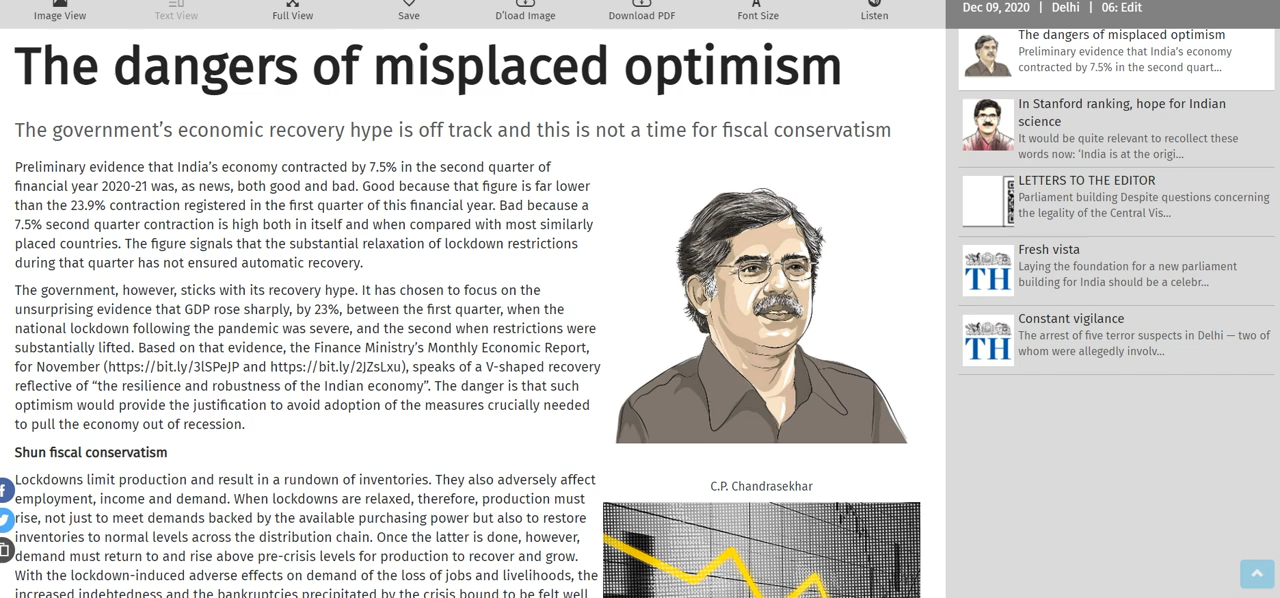 Image View
Text View
Full View
Save
D'load Image
Download PDF
Font Size
Listen
Dec 09, 2020 | Delhi | 06: Edit
The dangers of misplaced optimism
The government's economic recovery hype is off track and this is not a time for fiscal conservatism
Preliminary evidence that India's economy contracted by 7.5% in the second quarter of
financial year 2020-21 was, as news, both good and bad. Good because that figure is far lower
than the 23.9% contraction registered in the first quarter of this financial year. Bad because a
7.5% second quarter contraction is high both in itself and when compared with most similarly
placed countries. The figure signals that the substantial relaxation of lockdown restrictions
during that quarter has not ensured automatic recovery.
The government, however, sticks with its recovery hype. It has chosen to focus on the
unsurprising evidence that GDP rose sharply, by 23%, between the first quarter, when the
national lockdown following the pandemic was severe, and the second when restrictions were
substantially lifted. Based on that evidence, the Finance Ministry's Monthly Economic Report,
for November (https://bit.ly/3lSPeJP and https://bit.ly/2JZsLxu), speaks of a V-shaped recovery
reflective of "the resilience and robustness of the Indian economy". The danger is that such
optimism would provide the justification to avoid adoption of the measures crucially needed
to pull the economy out of recession.
Shun fiscal conservatism
Lockdowns limit production and result in a rundown of inventories. They also adversely affect
employment, income and demand. When lockdowns are relaxed, therefore, production must
rise, not just to meet demands backed by the available purchasing power but also to restore
inventories to normal levels across the distribution chain. Once the latter is done, however,
demand must return to and rise above pre-crisis levels for production to recover and grow.
With the lockdown-induced adverse effects on demand of the loss of jobs and livelihoods, the
increased indebtedness and the bankruptcies precipitated by the crisis bound to be felt well
C.P. Chandrasekhar
The dangers of misplaced optimism
Preliminary evidence that India's economy
contracted by 7.5% in the second quart...
In Stanford ranking, hope for Indian
science
It would be quite relevant to recollect these
words now: 'India is at the origi...
LETTERS TO THE EDITOR
Parliament building Despite questions concerning
the legality of the Central Vis...
TH
Fresh vista
Laying the foundation for a new parliament
building for India should be a celebr...
TH
Constant vigilance
The arrest of five terror suspects in Delhi — two of
whom were allegedly involv...